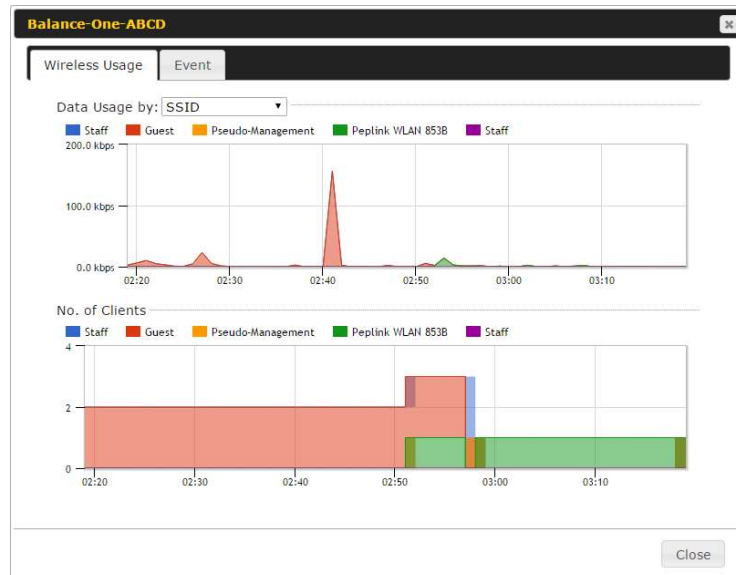 Balance-One-ABCD
Wireless Usage Event
Data Usage by: SSID
Staff Guest Pseudo-Management Peplink WLAN 853B Staff
200.0 kbps
100.0 kbps
0.0 kbps
02:20 02:30 02:40 02:50 03:00 03:10
No. of Clients
Staff Guest Pseudo-Management Peplink WLAN 853B Staff
4
2
0
02:20 02:30 02:40 02:50 03:00 03:10
Close